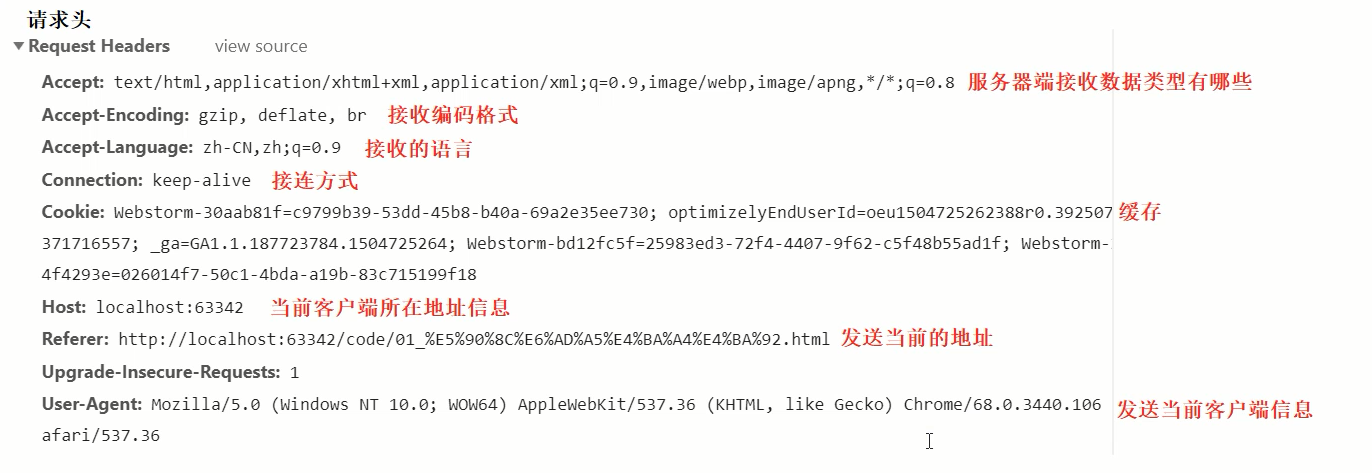 请求头
Request Headers view source
Accept: text/html,application/xhtml+xml,application/xml;q=0.9,image/webp,image/apng,*/*;q=0.8 服务器端接收数据类型有哪些
Accept-Encoding: gzip, deflate, br 接收编码格式
Accept-Language: zh-CN,zh;q=0.9 接收的语言
Connection: keep-alive 接连方式
Cookie: Webstorm-30aab81f=c9799b39-53dd-45b8-b40a-69a2e35ee730; optimizelyEndUserId=oeu1504725262388r0.392507 缓存
371716557; _ga=GA1.1.187723784.1504725264; Webstorm-bd12fc5f=25983ed3-72f4-4407-9f62-c5f48b55ad1f; Webstorm-
4f4293e=026014f7-50c1-4bda-a19b-83c715199f18
Host: localhost:63342 当前客户端所在地址信息
Referer: http://localhost:63342/code/01_%E5%90%8C%E6%AD%A5%E4%BA%A4%E4%BA%92.html 发送当前的地址
Upgrade-Insecure-Requests: 1
User-Agent: Mozilla/5.0 (Windows NT 10.0; WOW64) AppleWebKit/537.36 (KHTML, like Gecko) Chrome/68.0.3440.106 发送当前客户端信息
afari/537.36